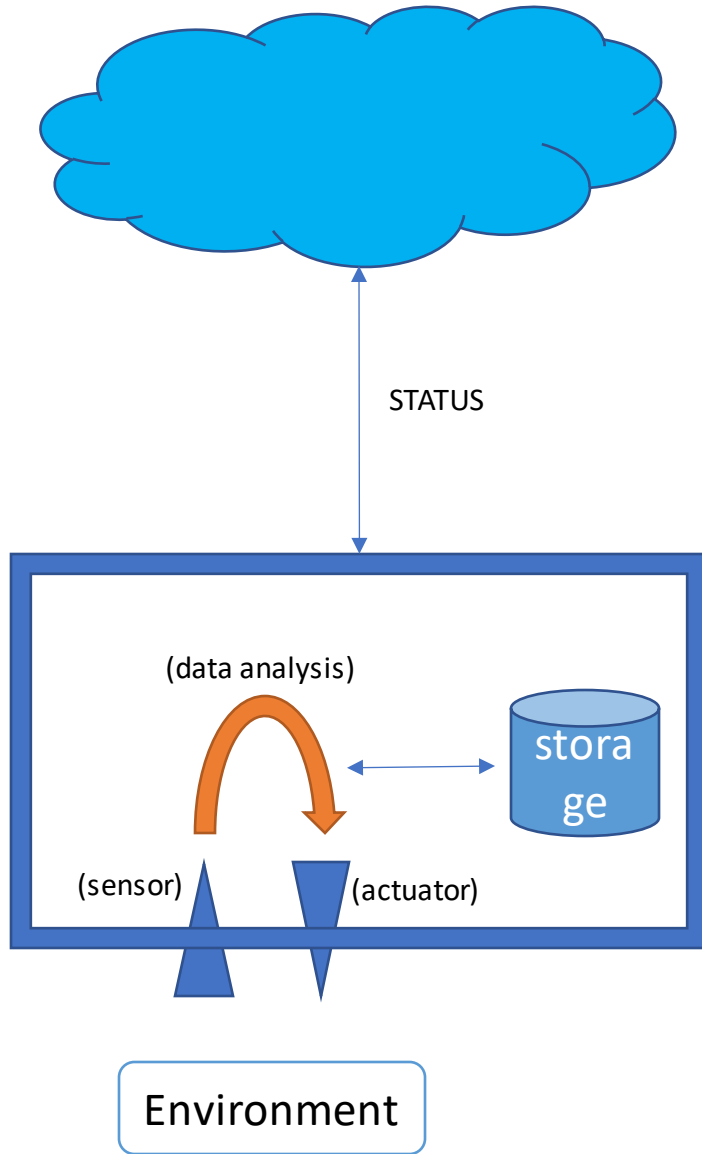 STATUS
(data analysis)
stora
ge
(sensor)
(actuator)
Environment